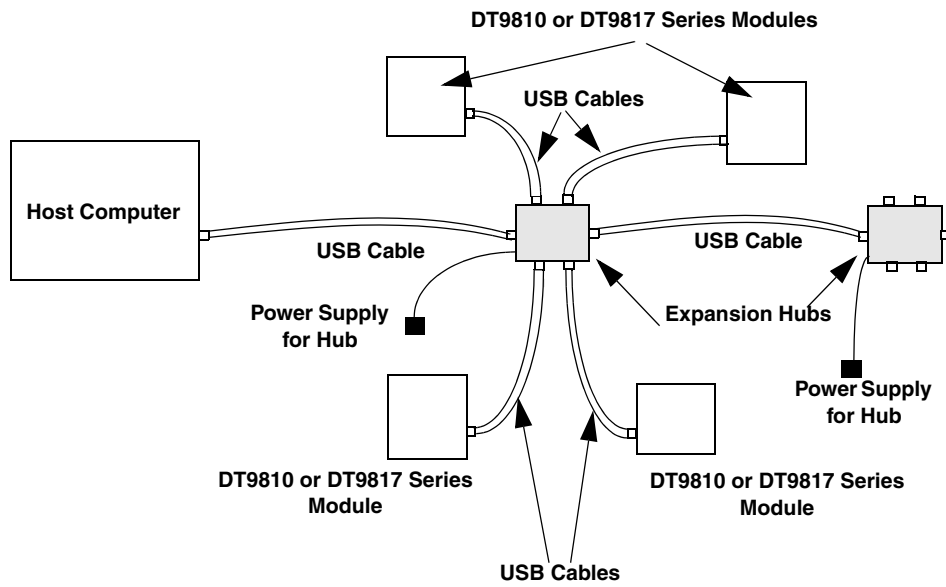 DT9810 or DT9817 Series Modules
USB Cables
Host Computer
USB Cable
USB Cable
Power Supply
for Hub
Expansion Hubs
Power Supply
for Hub
DT9810 or DT9817 Series
Module
DT9810 or DT9817 Series
Module
USB Cables